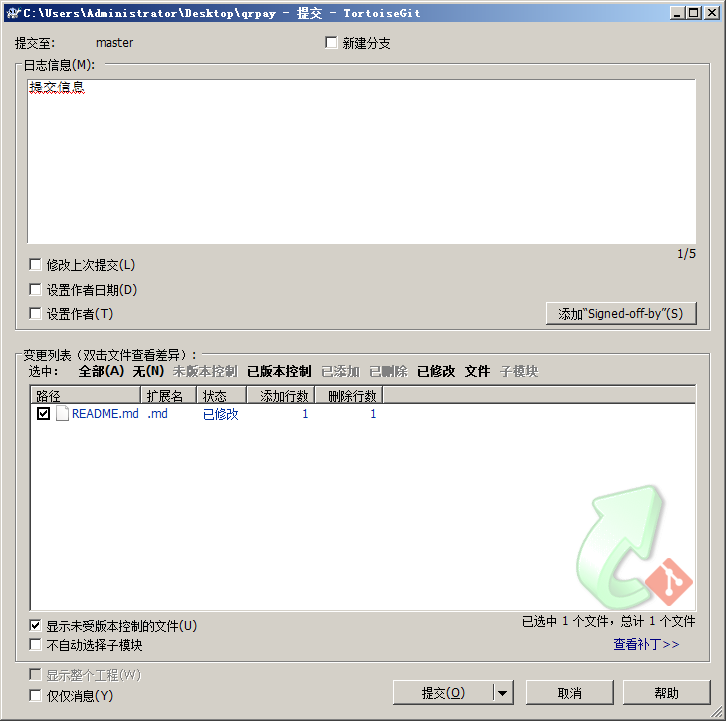 C:\Users\Administrator\Desktop\qrpay - 提交 - TortoiseGit
提交至: master 新建分支
日志信息(M):
提交信息
1/5
修改上次提交(L)
设置作者日期(D)
设置作者(T) 添加"Signed-off-by"(S)
变更列表（双击文件查看差异）:
选中: 全部(A) 无(N) 未版本控制 已版本控制 已添加 已删除 已修改 文件 子模块
路径 扩展名 状态 添加行数 删除行数
README.md .md 已修改 1 1
显示未受版本控制的文件(U) 已选中 1 个文件，总计 1 个文件
不自动选择子模块 查看补丁>>
显示整个工程(W)
仅仅消息(Y) 提交(O) 取消 帮助